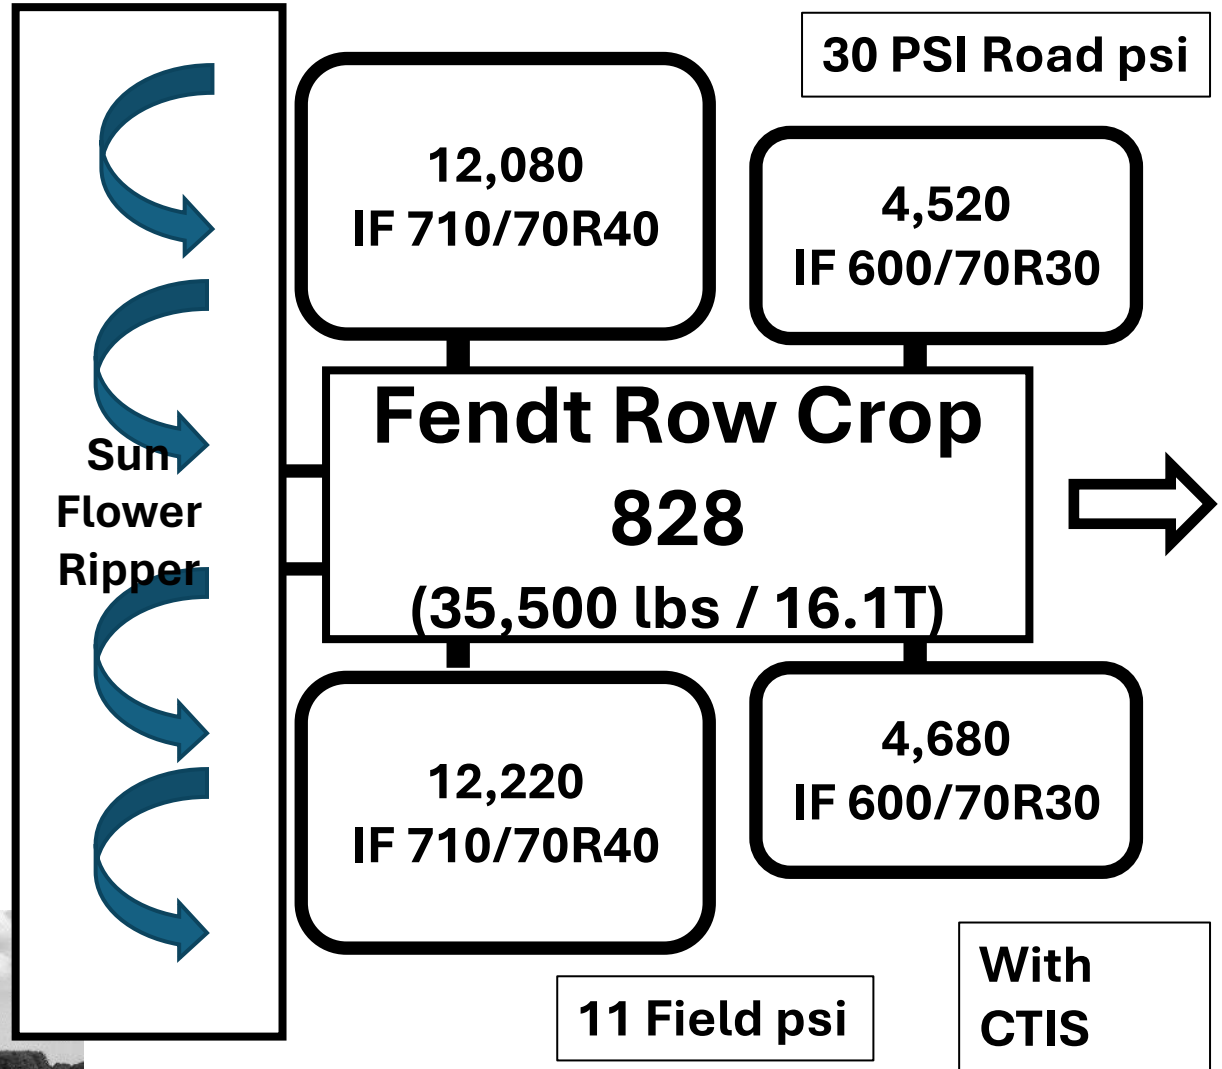 30 PSI Road psi
12,080
IF 710/70R40
4,520
IF 600/70R30
Sun
Flower
Ripper
Fendt Row Crop
828
(35,500 lbs / 16.1T)
12,220
IF 710/70R40
4,680
IF 600/70R30
11 Field psi
With
CTIS